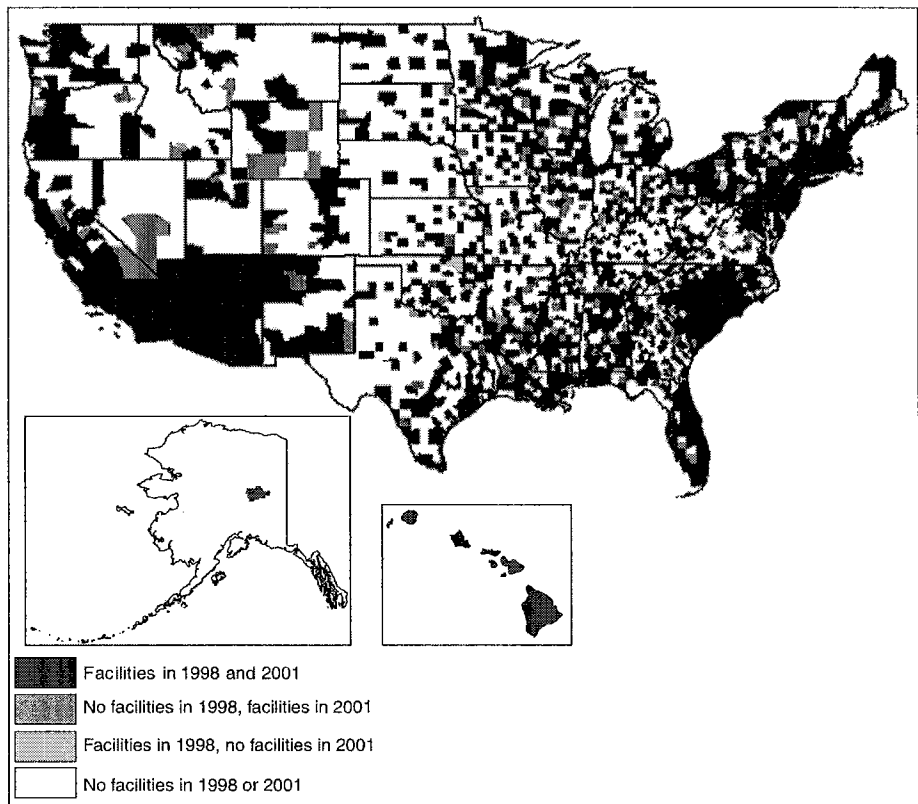 Facilities in 1998 and 2001
No facilities in 1998, facilities in 2001
Facilities in 1998, no facilities in 2001
No facilities in 1998 or 2001